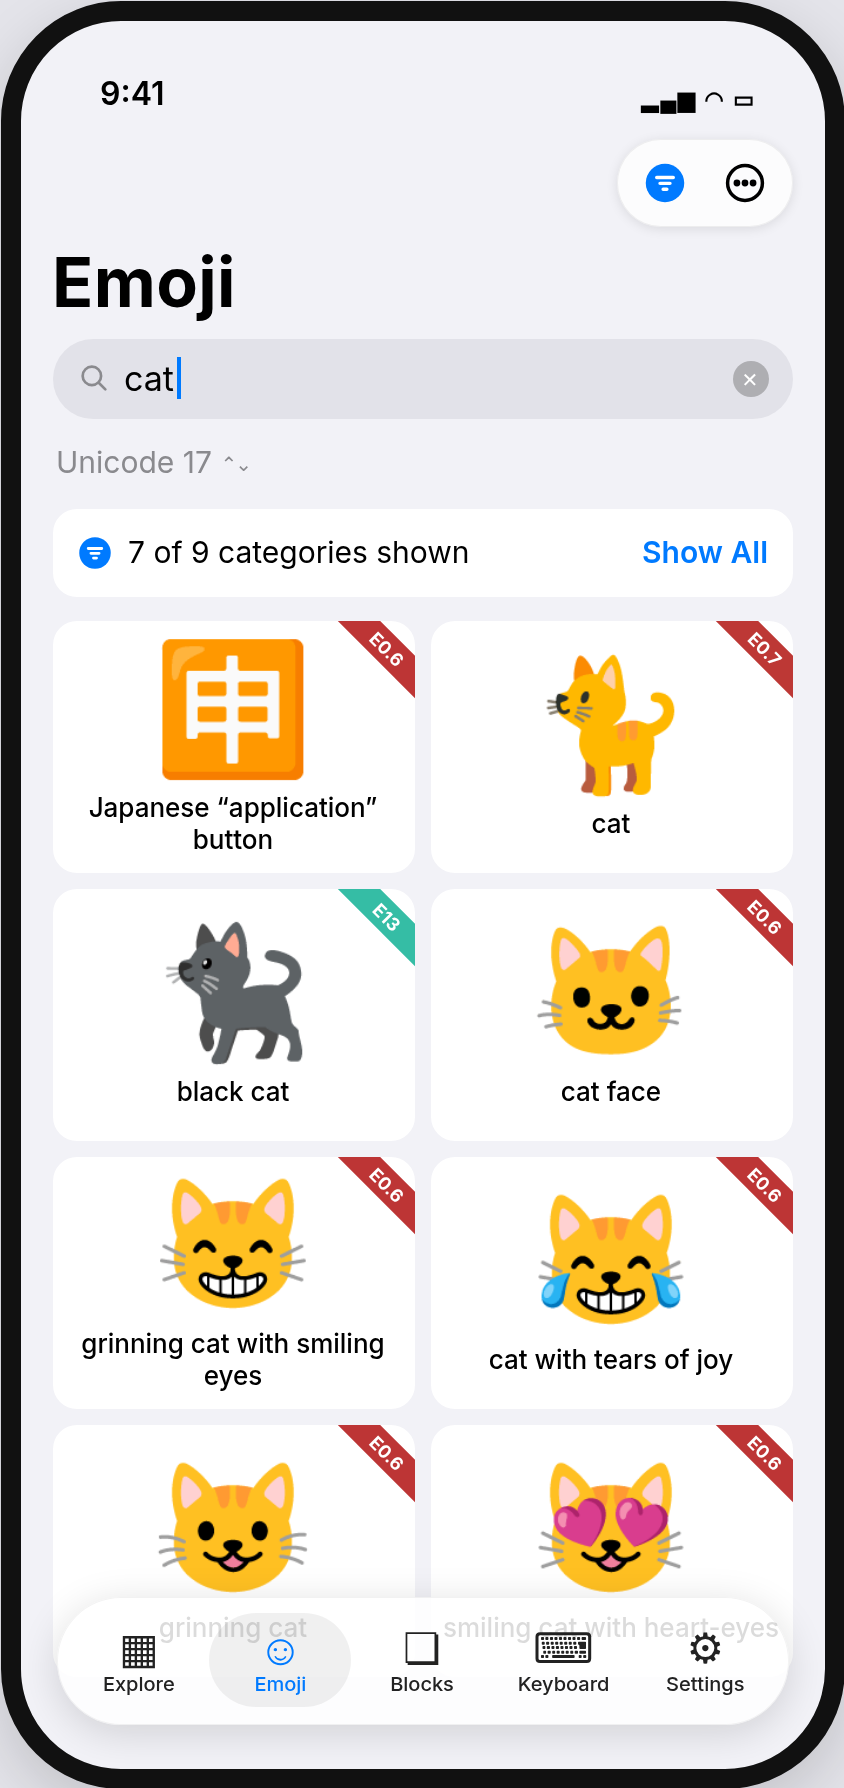 9:41
Emoji
cat
Unicode 17
7 of 9 categories shown
Show All
E0.6
E0.7
申
Japanese “application”
button
cat
E13
E0.6
black cat
cat face
E0.6
E0.6
grinning cat with smiling
eyes
cat with tears of joy
E0.6
E0.6
grinning cat
smiling cat with heart-eyes
Explore
Emoji
Blocks
Keyboard
Settings